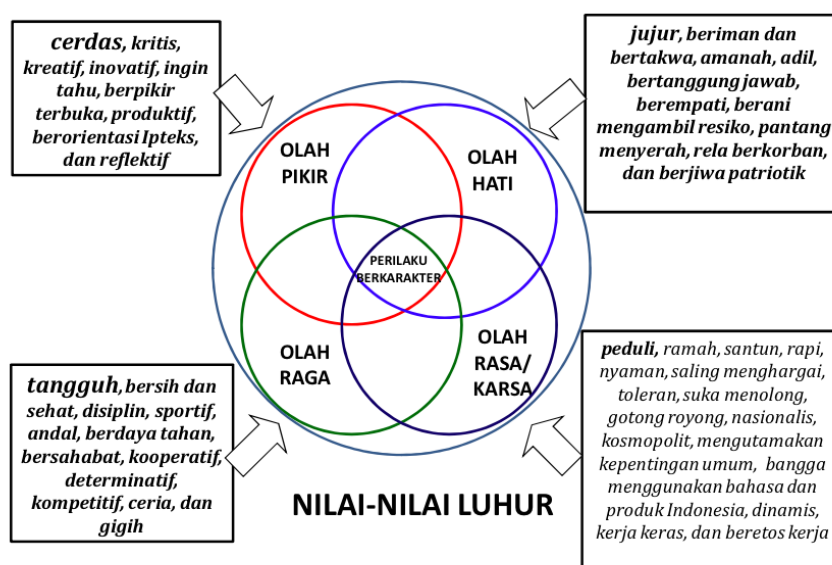 cerdas, kritis,
kreatif, inovatif, ingin
tahu, berpikir
terbuka, produktif,
berorientasi Ipteks,
dan reflektif
jujur, beriman dan
bertakwa, amanah, adil,
bertanggung jawab,
berempati, berani
mengambil resiko, pantang
menyerah, rela berkorban,
dan berjiwa patriotik
OLAH
PIKIR
OLAH
HATI
PERILAKU
BERKARAKTER
OLAH
RAGA
OLAH
RASA/
KARSA
tangguh, bersih dan
sehat, disiplin, sportif,
andal, berdaya tahan,
bersahabat, kooperatif,
determinatif,
kompetitif, ceria, dan
gigih
peduli, ramah, santun, rapi,
nyaman, saling menghargai,
toleran, suka menolong,
gotong royong, nasionalis,
kosmopolit, mengutamakan
kepentingan umum, bangga
menggunakan bahasa dan
produk Indonesia, dinamis,
kerja keras, dan beretos kerja
NILAI-NILAI LUHUR